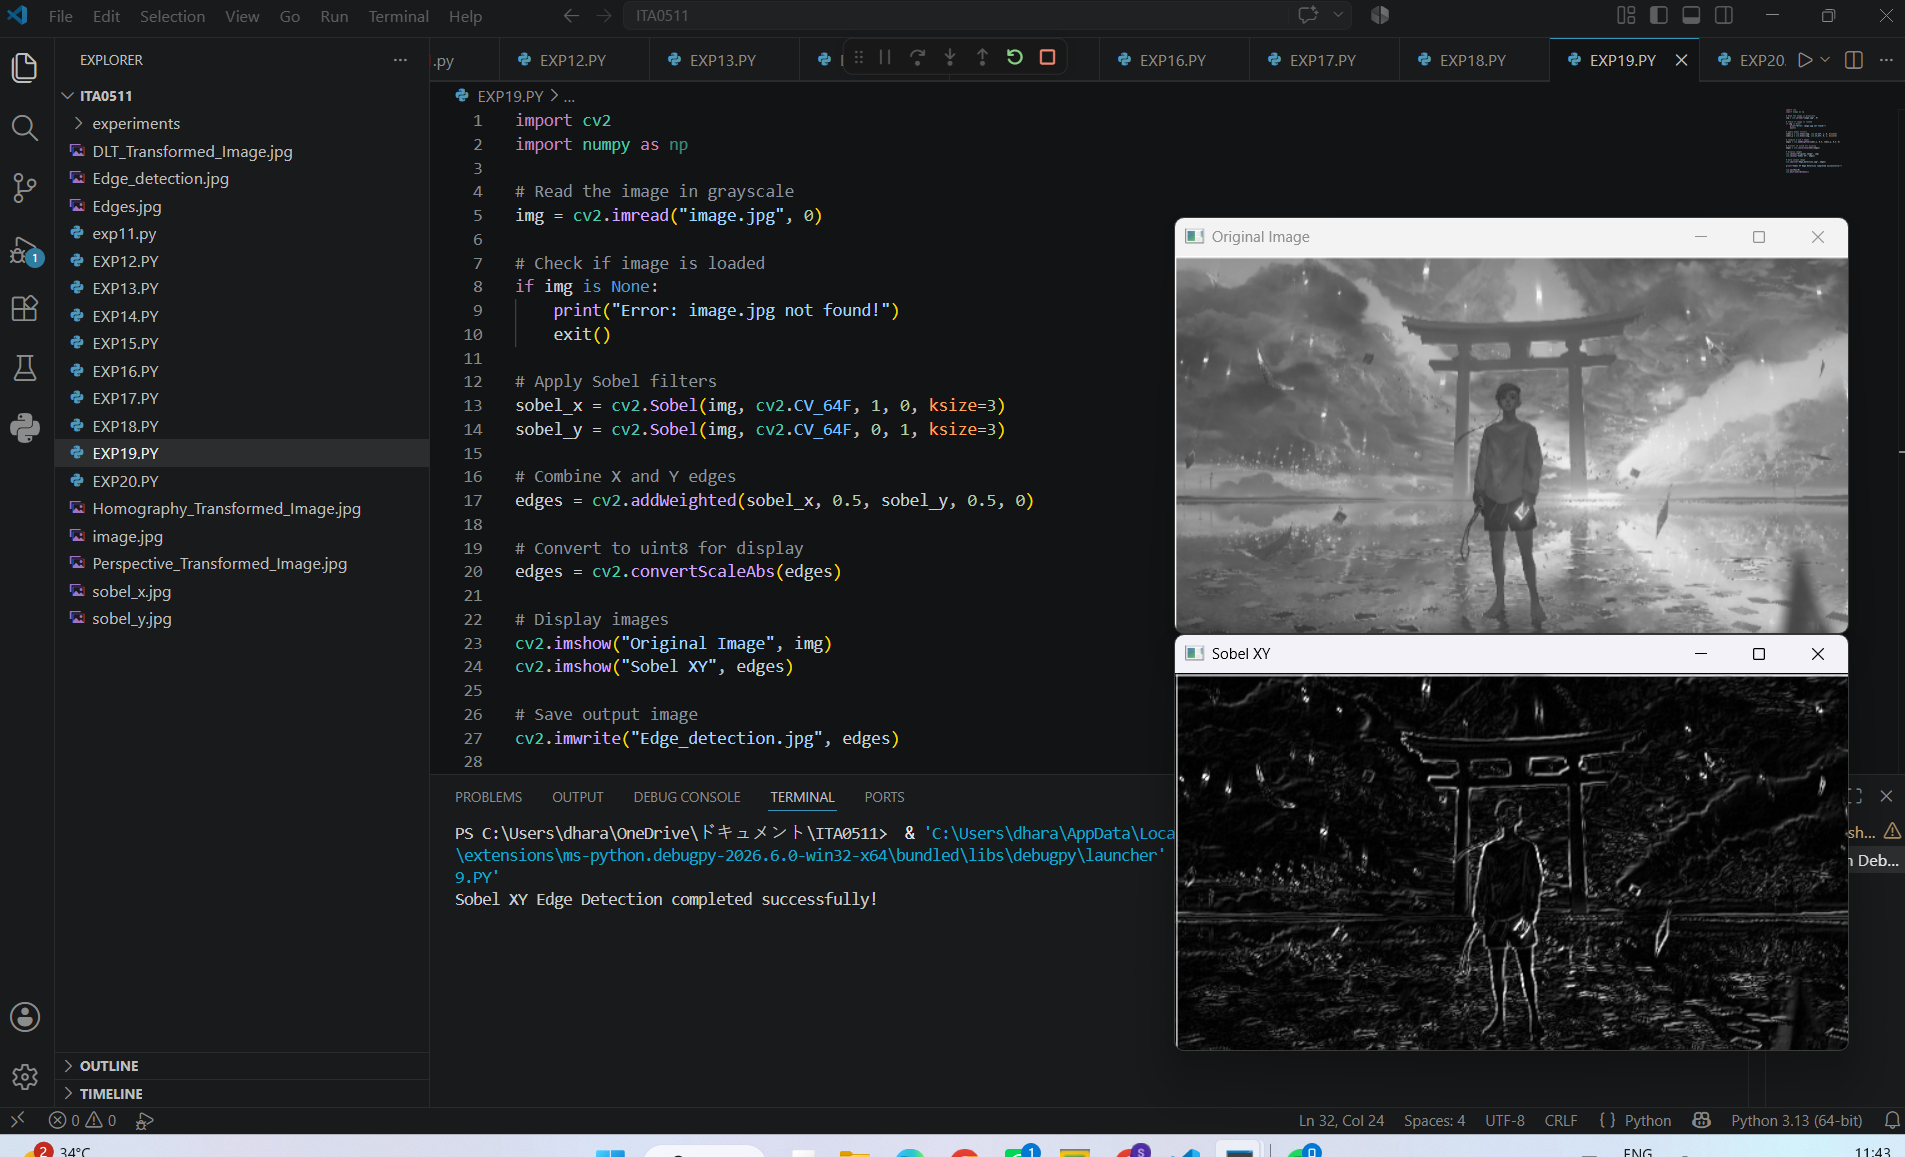 File Edit Selection View Go Run Terminal Help
ITA0511
EXPLORER
ITA0511
experiments
DLT_Transformed_Image.jpg
Edge_detection.jpg
Edges.jpg
exp11.py
EXP12.PY
EXP13.PY
EXP14.PY
EXP15.PY
EXP16.PY
EXP17.PY
EXP18.PY
EXP19.PY
EXP20.PY
Homography_Transformed_Image.jpg
image.jpg
Perspective_Transformed_Image.jpg
sobel_x.jpg
sobel_y.jpg
OUTLINE
TIMELINE
1
.py EXP12.PY EXP13.PY EXP16.PY EXP17.PY EXP18.PY EXP19.PY EXP20.
EXP19.PY > ...
1 import cv2
2 import numpy as np
3
4 # Read the image in grayscale
5 img = cv2.imread("image.jpg", 0)
6
7 # Check if image is loaded
8 if img is None:
9 print("Error: image.jpg not found!")
10 exit()
11
12 # Apply Sobel filters
13 sobel_x = cv2.Sobel(img, cv2.CV_64F, 1, 0, ksize=3)
14 sobel_y = cv2.Sobel(img, cv2.CV_64F, 0, 1, ksize=3)
15
16 # Combine X and Y edges
17 edges = cv2.addWeighted(sobel_x, 0.5, sobel_y, 0.5, 0)
18
19 # Convert to uint8 for display
20 edges = cv2.convertScaleAbs(edges)
21
22 # Display images
23 cv2.imshow("Original Image", img)
24 cv2.imshow("Sobel XY", edges)
25
26 # Save output image
27 cv2.imwrite("Edge_detection.jpg", edges)
28
Original Image
Sobel XY
PROBLEMS OUTPUT DEBUG CONSOLE TERMINAL PORTS
PS C:\Users\dhara\OneDrive\ドキュメント\ITA0511> & 'C:\Users\dhara\AppData\Loca
\extensions\ms-python.debugpy-2026.6.0-win32-x64\bundled\libs\debugpy\launcher'
9.PY'
Sobel XY Edge Detection completed successfully!
sh...
Deb...
0 0
Ln 32, Col 24 Spaces: 4 UTF-8 CRLF { } Python Python 3.13 (64-bit)
2 34°C
1
S
ENG
11:43